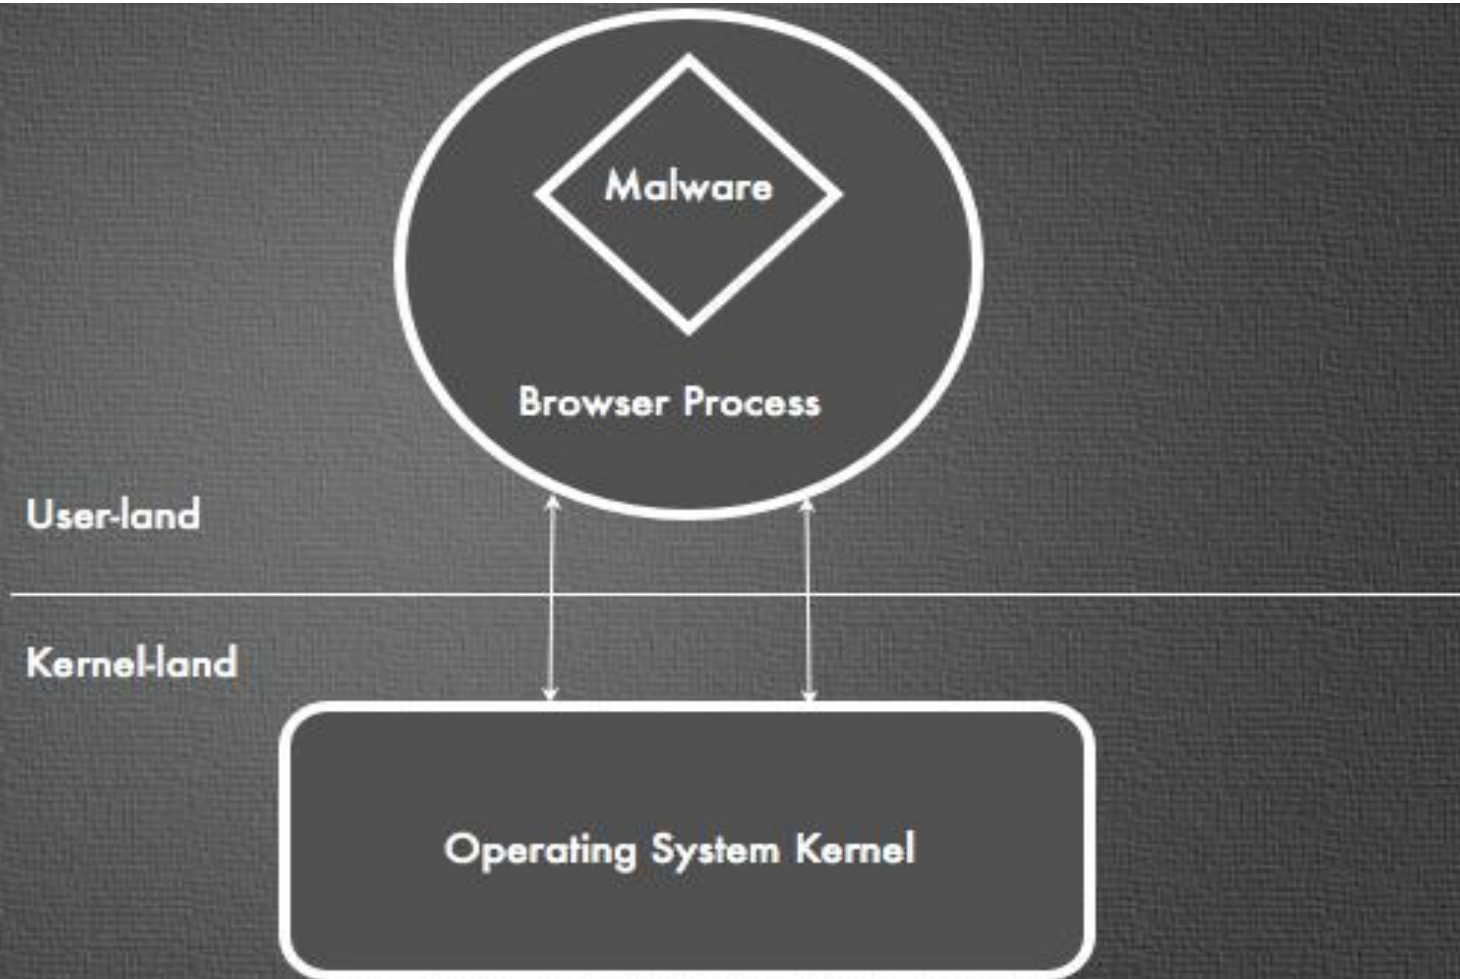 Malware
Browser Process
User-land
Kernel-land
Operating System Kernel